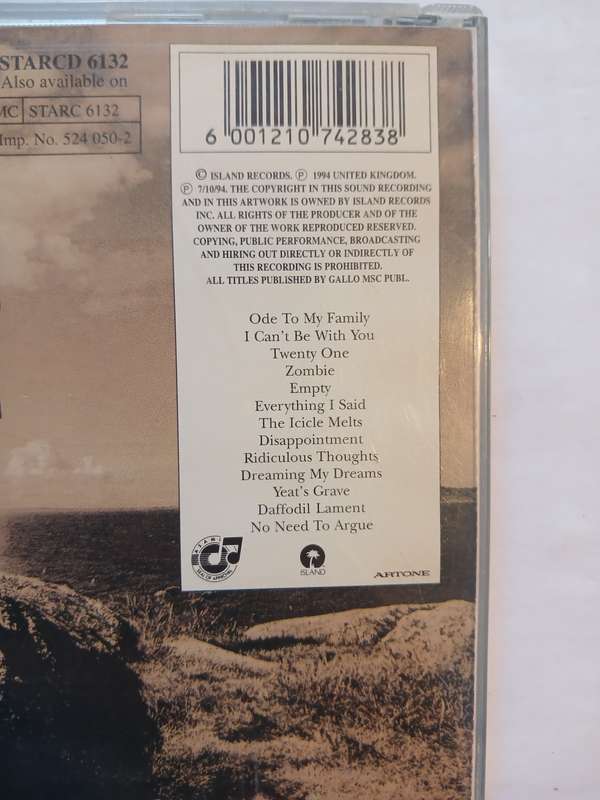 STARCD 6132
Also available on
MC STARC 6132
Imp. No. 524 050-2
6 001210 742838
© ISLAND RECORDS. ℗ 1994 UNITED KINGDOM.
℗ 7/10/94. THE COPYRIGHT IN THIS SOUND RECORDING
AND IN THIS ARTWORK IS OWNED BY ISLAND RECORDS
INC. ALL RIGHTS OF THE PRODUCER AND OF THE
OWNER OF THE WORK REPRODUCED RESERVED.
COPYING, PUBLIC PERFORMANCE, BROADCASTING
AND HIRING OUT DIRECTLY OR INDIRECTLY OF
THIS RECORDING IS PROHIBITED.
ALL TITLES PUBLISHED BY GALLO MSC PUBL.
Ode To My Family
I Can't Be With You
Twenty One
Zombie
Empty
Everything I Said
The Icicle Melts
Disappointment
Ridiculous Thoughts
Dreaming My Dreams
Yeat's Grave
Daffodil Lament
No Need To Argue
ASAMI
SEAL OF APPROVAL
ISLAND
ARTONE